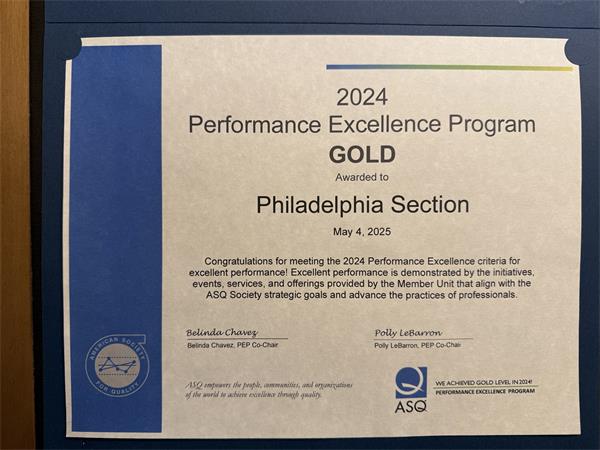 2024
Performance Excellence Program
GOLD
Awarded to
Philadelphia Section
May 4, 2025
Congratulations for meeting the 2024 Performance Excellence criteria for
excellent performance! Excellent performance is demonstrated by the initiatives,
events, services, and offerings provided by the Member Unit that align with the
ASQ Society strategic goals and advance the practices of professionals.
Belinda Chavez
Belinda Chavez, PEP Co-Chair
Polly LeBarron
Polly LeBarron, PEP Co-Chair
AMERICAN SOCIETY
FOR QUALITY
ASQ empowers the people, communities, and organizations
of the world to achieve excellence through quality.
ASQ
WE ACHIEVED GOLD LEVEL IN 2024!
PERFORMANCE EXCELLENCE PROGRAM